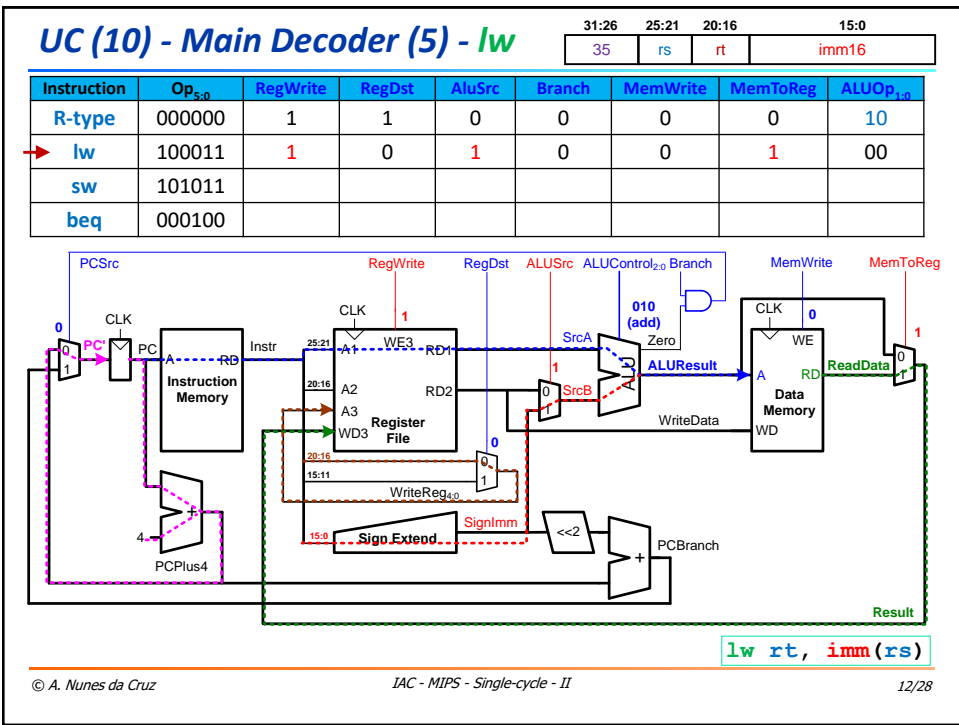 UC (10) - Main Decoder (5) - lw
31:26 25:21 20:16 15:0
35 rs rt imm16
Instruction Op5:0 RegWrite RegDst AluSrc Branch MemWrite MemToReg ALUOp1:0
R-type 000000 1 1 0 0 0 0 10
lw 100011 1 0 1 0 0 1 00
sw 101011
beq 000100
PCSrc RegWrite RegDst ALUSrc ALUControl2:0 Branch MemWrite MemToReg
0 CLK CLK 1 010 (add) CLK 0 1
0 1 PC' PC A RD Instr 25:21 A1 WE3 RD1 SrcA Zero WE
Instruction Memory
20:16 A2 RD2 1 0 1 SrcB ALU ALUResult A RD ReadData 0 1
A3
Register File
WD3 WriteData WD
Data Memory
20:16 0 0
15:11 1
WriteReg4:0
4 + 15:0 Sign Extend SignImm <<2 + PCBranch
PCPlus4
Result
lw rt, imm(rs)
© A. Nunes da Cruz IAC - MIPS - Single-cycle - II 12/28